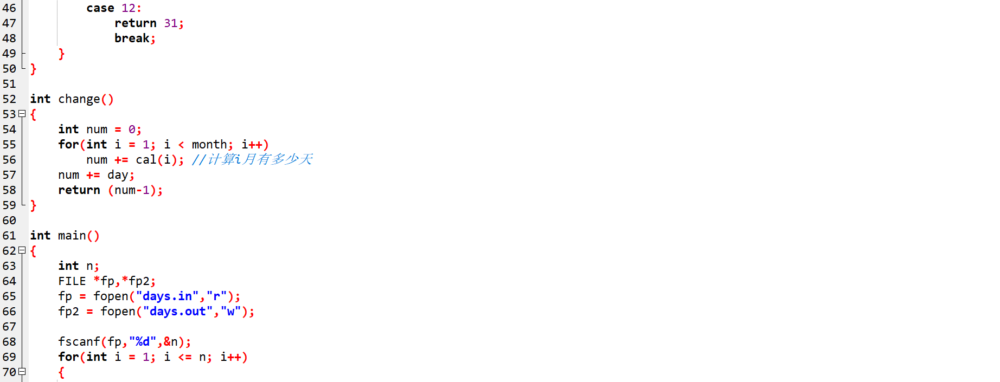 46 case 12:
47 return 31;
48 break;
49 }
50 }
51
52 int change()
53 {
54 int num = 0;
55 for(int i = 1; i < month; i++)
56 num += cal(i); //计算i月有多少天
57 num += day;
58 return (num-1);
59 }
60
61 int main()
62 {
63 int n;
64 FILE *fp,*fp2;
65 fp = fopen("days.in","r");
66 fp2 = fopen("days.out","w");
67
68 fscanf(fp,"%d",&n);
69 for(int i = 1; i <= n; i++)
70 {